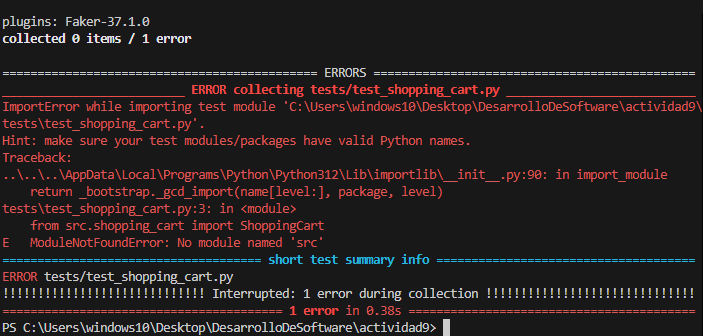 plugins: Faker-37.1.0
collected 0 items / 1 error
============================================ ERRORS ============================================
__________________________ ERROR collecting tests/test_shopping_cart.py __________________________
ImportError while importing test module 'C:\Users\windows10\Desktop\DesarrolloDeSoftware\actividad9\
tests\test_shopping_cart.py'.
Hint: make sure your test modules/packages have valid Python names.
Traceback:
..\..\..\AppData\Local\Programs\Python\Python312\Lib\importlib\__init__.py:90: in import_module
    return _bootstrap._gcd_import(name[level:], package, level)
tests\test_shopping_cart.py:3: in <module>
    from src.shopping_cart import ShoppingCart
E   ModuleNotFoundError: No module named 'src'
==================================== short test summary info =====================================
ERROR tests/test_shopping_cart.py
!!!!!!!!!!!!!!!!!!!!!!!!!!!!! Interrupted: 1 error during collection !!!!!!!!!!!!!!!!!!!!!!!!!!!!!!
======================================== 1 error in 0.38s ========================================
PS C:\Users\windows10\Desktop\DesarrolloDeSoftware\actividad9>